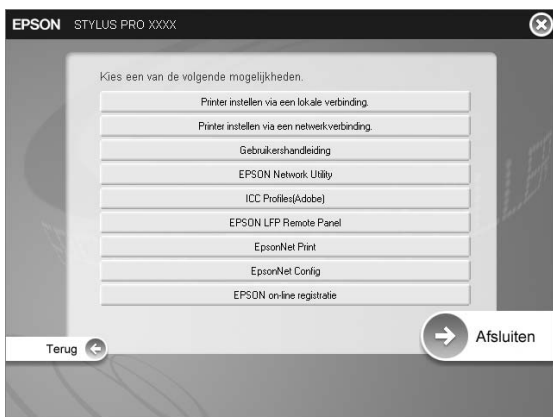 EPSON STYLUS PRO XXXX
Kies een van de volgende mogelijkheden.
Printer instellen via een lokale verbinding.
Printer instellen via een netwerkverbinding.
Gebruikershandleiding
EPSON Network Utility
ICC Profiles(Adobe)
EPSON LFP Remote Panel
EpsonNet Print
EpsonNet Config
EPSON on-line registratie
Terug
Afsluiten